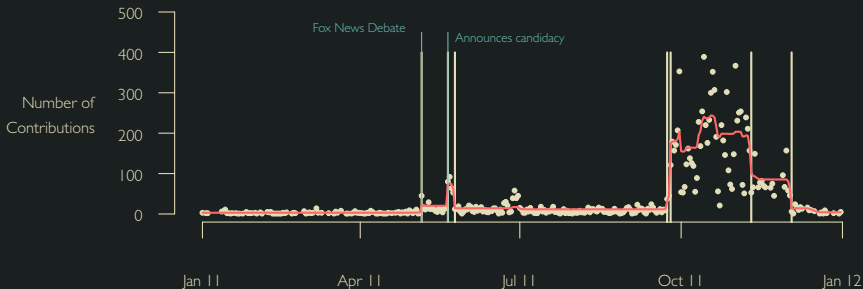 500
Fox News Debate
Announces candidacy
400
300
Number of
Contributions
200
100
0
Jan 11
Apr 11
Jul 11
Oct 11
Jan 12